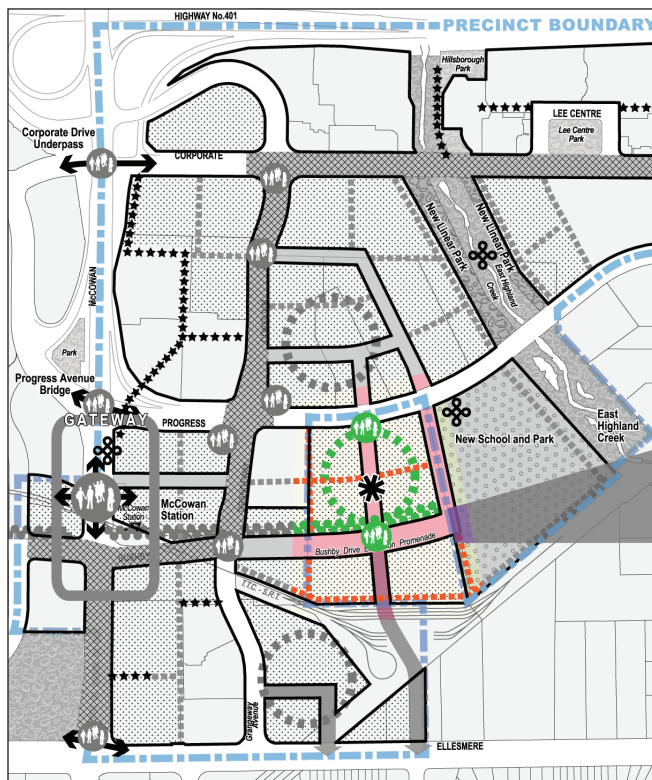 HIGHWAY No.401
PRECINCT BOUNDARY
Hillsborough
Park
LEE CENTRE
Lee Centre
Park
Corporate Drive
Underpass
CORPORATE
New Linear Park
New Linear Park
East Highland
Creek
McCOWAN
Park
Progress Avenue
Bridge
GATEWAY
PROGRESS
New School and Park
East
Highland
Creek
McCowan
Station
McCowan
Station
Bushby Drive
Promenade
T.T.C. - S.R.T.
Grangeway
Avenue
ELLESMERE